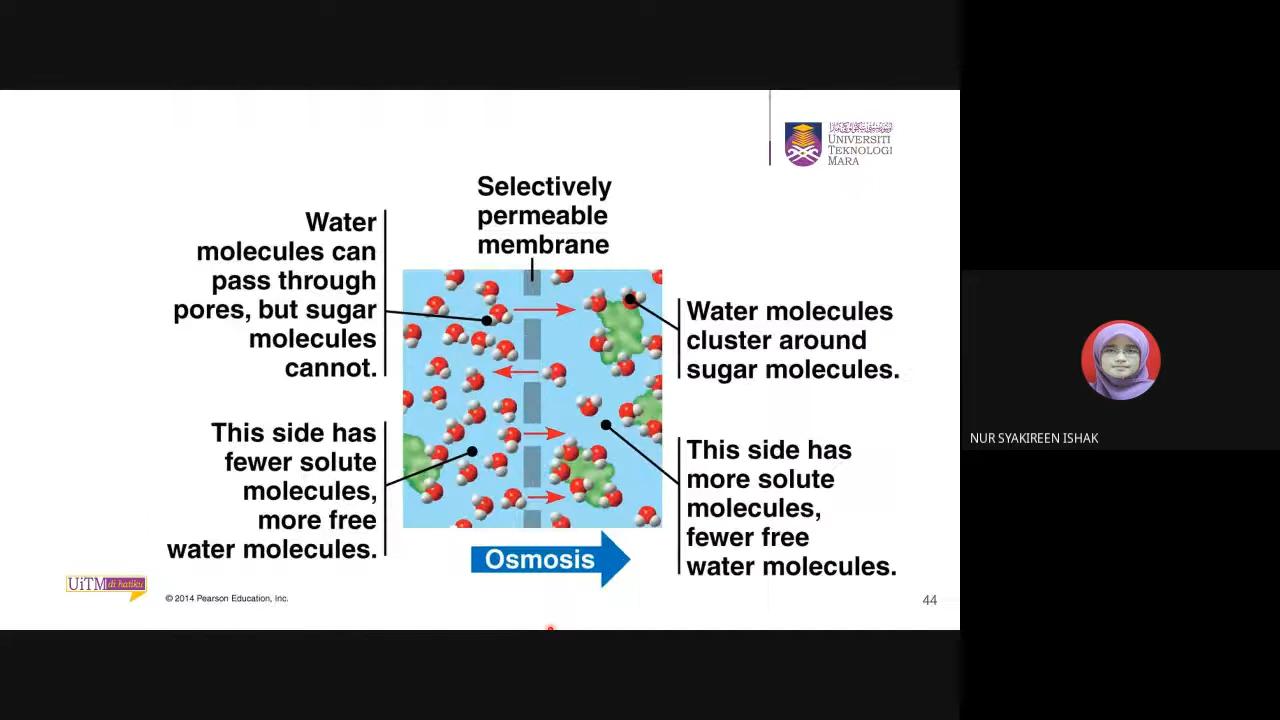 UNIVERSITI
TEKNOLOGI
MARA
Selectively
permeable
membrane
Water
molecules can
pass through
pores, but sugar
molecules
cannot.
Water molecules
cluster around
sugar molecules.
This side has
fewer solute
molecules,
more free
water molecules.
This side has
more solute
molecules,
fewer free
water molecules.
Osmosis
UiTM di hatiku
© 2014 Pearson Education, Inc.
44
NUR SYAKIREEN ISHAK